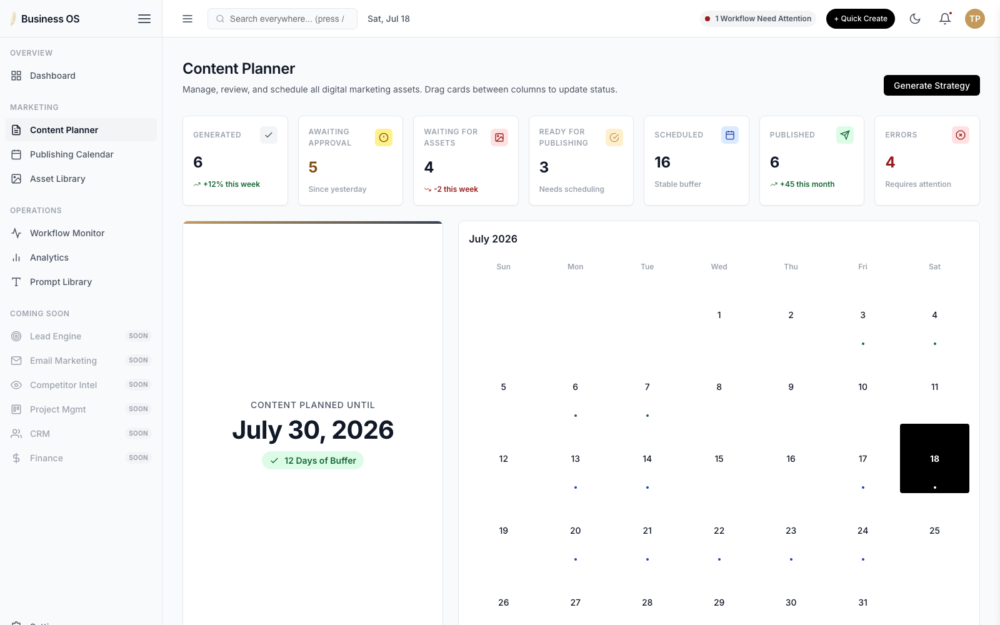 Business OS
Search everywhere... (press /
Sat, Jul 18
1 Workflow Need Attention
+ Quick Create
TP
OVERVIEW
Dashboard
MARKETING
Content Planner
Publishing Calendar
Asset Library
OPERATIONS
Workflow Monitor
Analytics
Prompt Library
COMING SOON
Lead Engine SOON
Email Marketing SOON
Competitor Intel SOON
Project Mgmt SOON
CRM SOON
Finance SOON
Content Planner
Manage, review, and schedule all digital marketing assets. Drag cards between columns to update status.
Generate Strategy
GENERATED
6
+12% this week
AWAITING
APPROVAL
5
Since yesterday
WAITING FOR
ASSETS
4
-2 this week
READY FOR
PUBLISHING
3
Needs scheduling
SCHEDULED
16
Stable buffer
PUBLISHED
6
+45 this month
ERRORS
4
Requires attention
CONTENT PLANNED UNTIL
July 30, 2026
12 Days of Buffer
July 2026
Sun Mon Tue Wed Thu Fri Sat
1 2 3 4
5 6 7 8 9 10 11
12 13 14 15 16 17 18
19 20 21 22 23 24 25
26 27 28 29 30 31